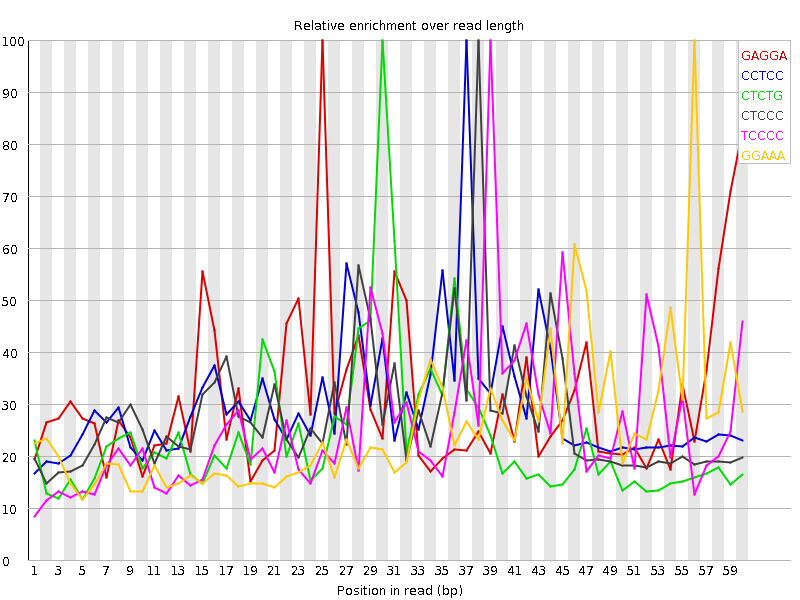 Relative enrichment over read length
100
90
80
70
60
50
40
30
20
10
0
GAGGA
CCTCC
CTCTG
CTCCC
TCCCC
GGAAA
1 3 5 7 9 11 13 15 17 19 21 23 25 27 29 31 33 35 37 39 41 43 45 47 49 51 53 55 57 59
Position in read (bp)